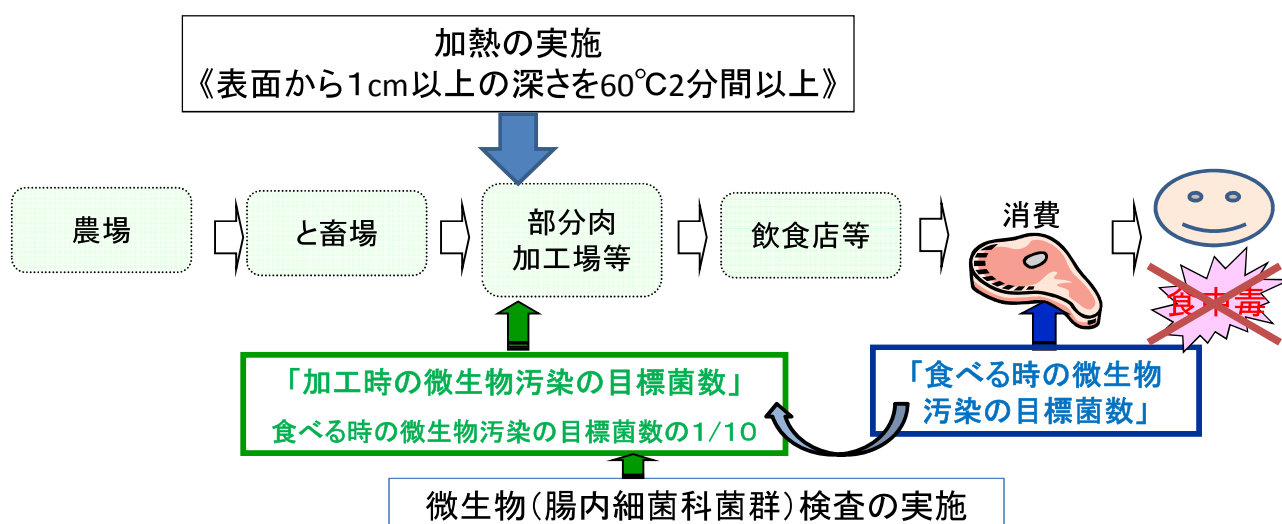 加熱の実施
《表面から1cm以上の深さを60℃2分間以上》
農場
と畜場
部分肉
加工場等
飲食店等
消費
食中毒
「加工時の微生物汚染の目標菌数」
食べる時の微生物汚染の目標菌数の1/10
「食べる時の微生物
汚染の目標菌数」
微生物(腸内細菌科菌群)検査の実施